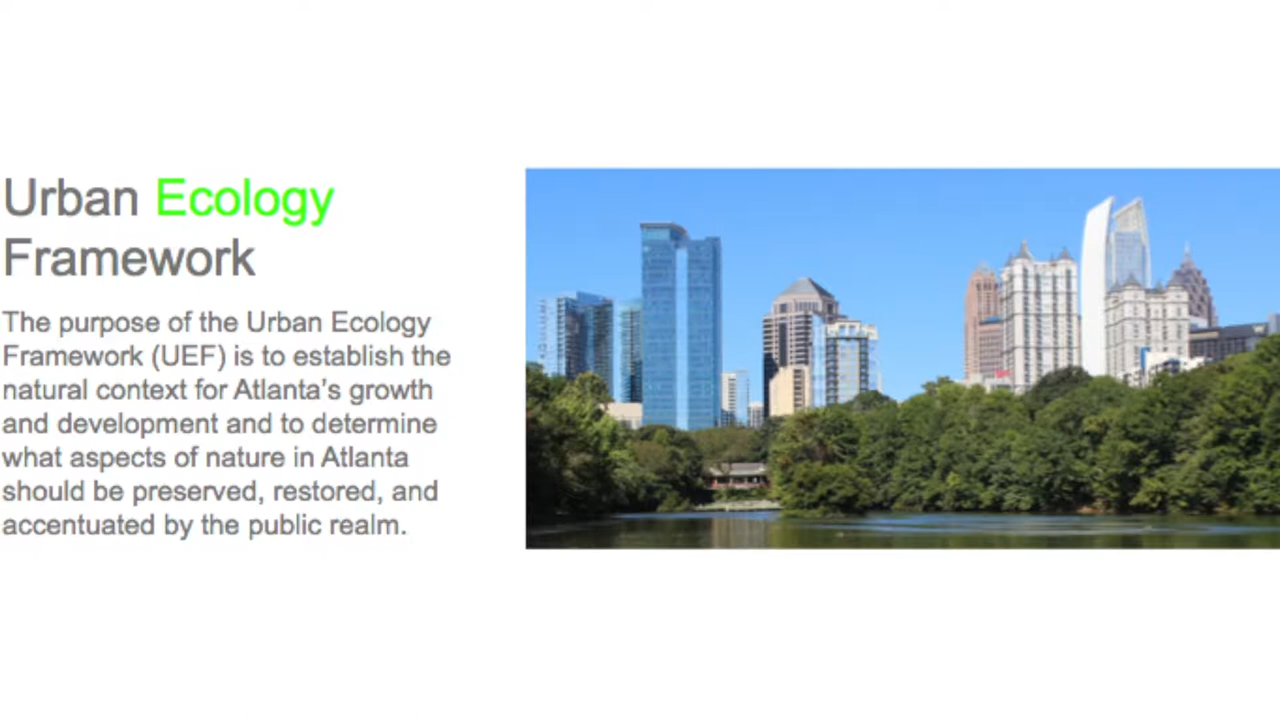 Urban Ecology
Framework
The purpose of the Urban Ecology
Framework (UEF) is to establish the
natural context for Atlanta's growth
and development and to determine
what aspects of nature in Atlanta
should be preserved, restored, and
accentuated by the public realm.